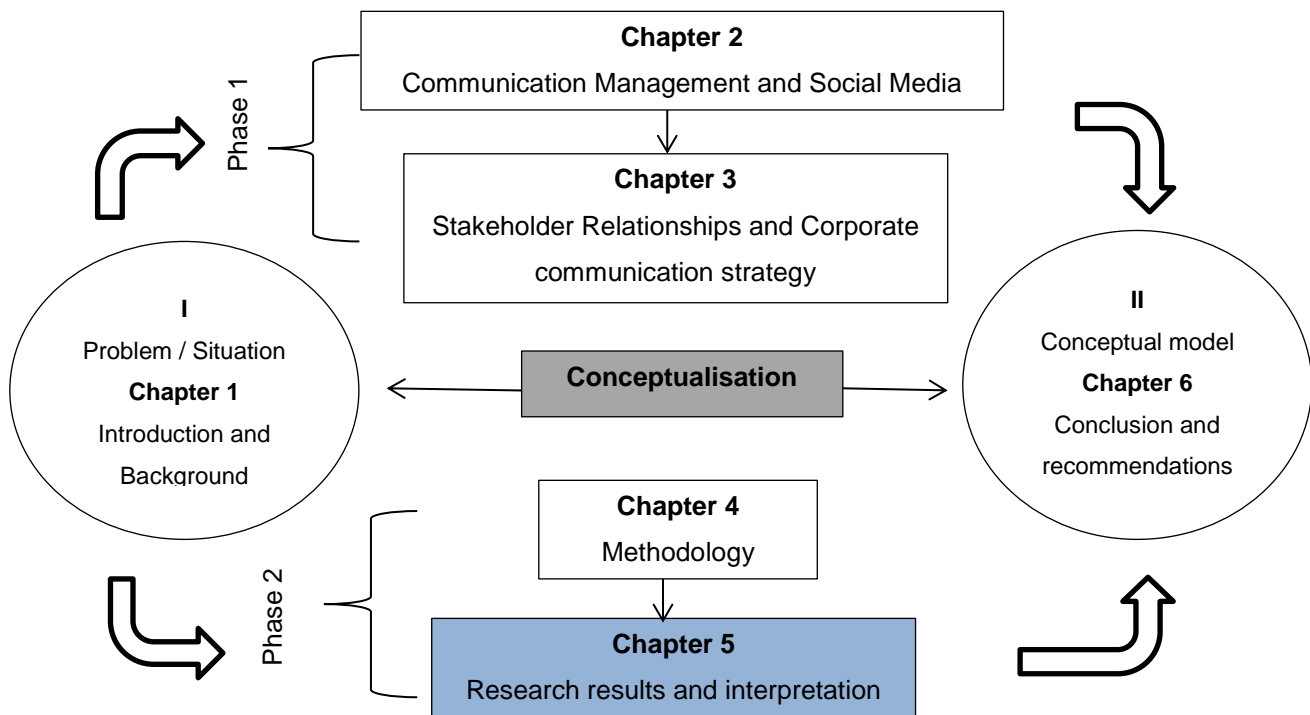 Phase 1
Chapter 2
Communication Management and Social Media
Chapter 3
Stakeholder Relationships and Corporate
communication strategy
I
Problem / Situation
Chapter 1
Introduction and
Background
Conceptualisation
II
Conceptual model
Chapter 6
Conclusion and
recommendations
Phase 2
Chapter 4
Methodology
Chapter 5
Research results and interpretation